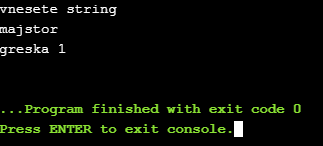 vnesete string
majstor
greska 1
...Program finished with exit code 0
Press ENTER to exit console.